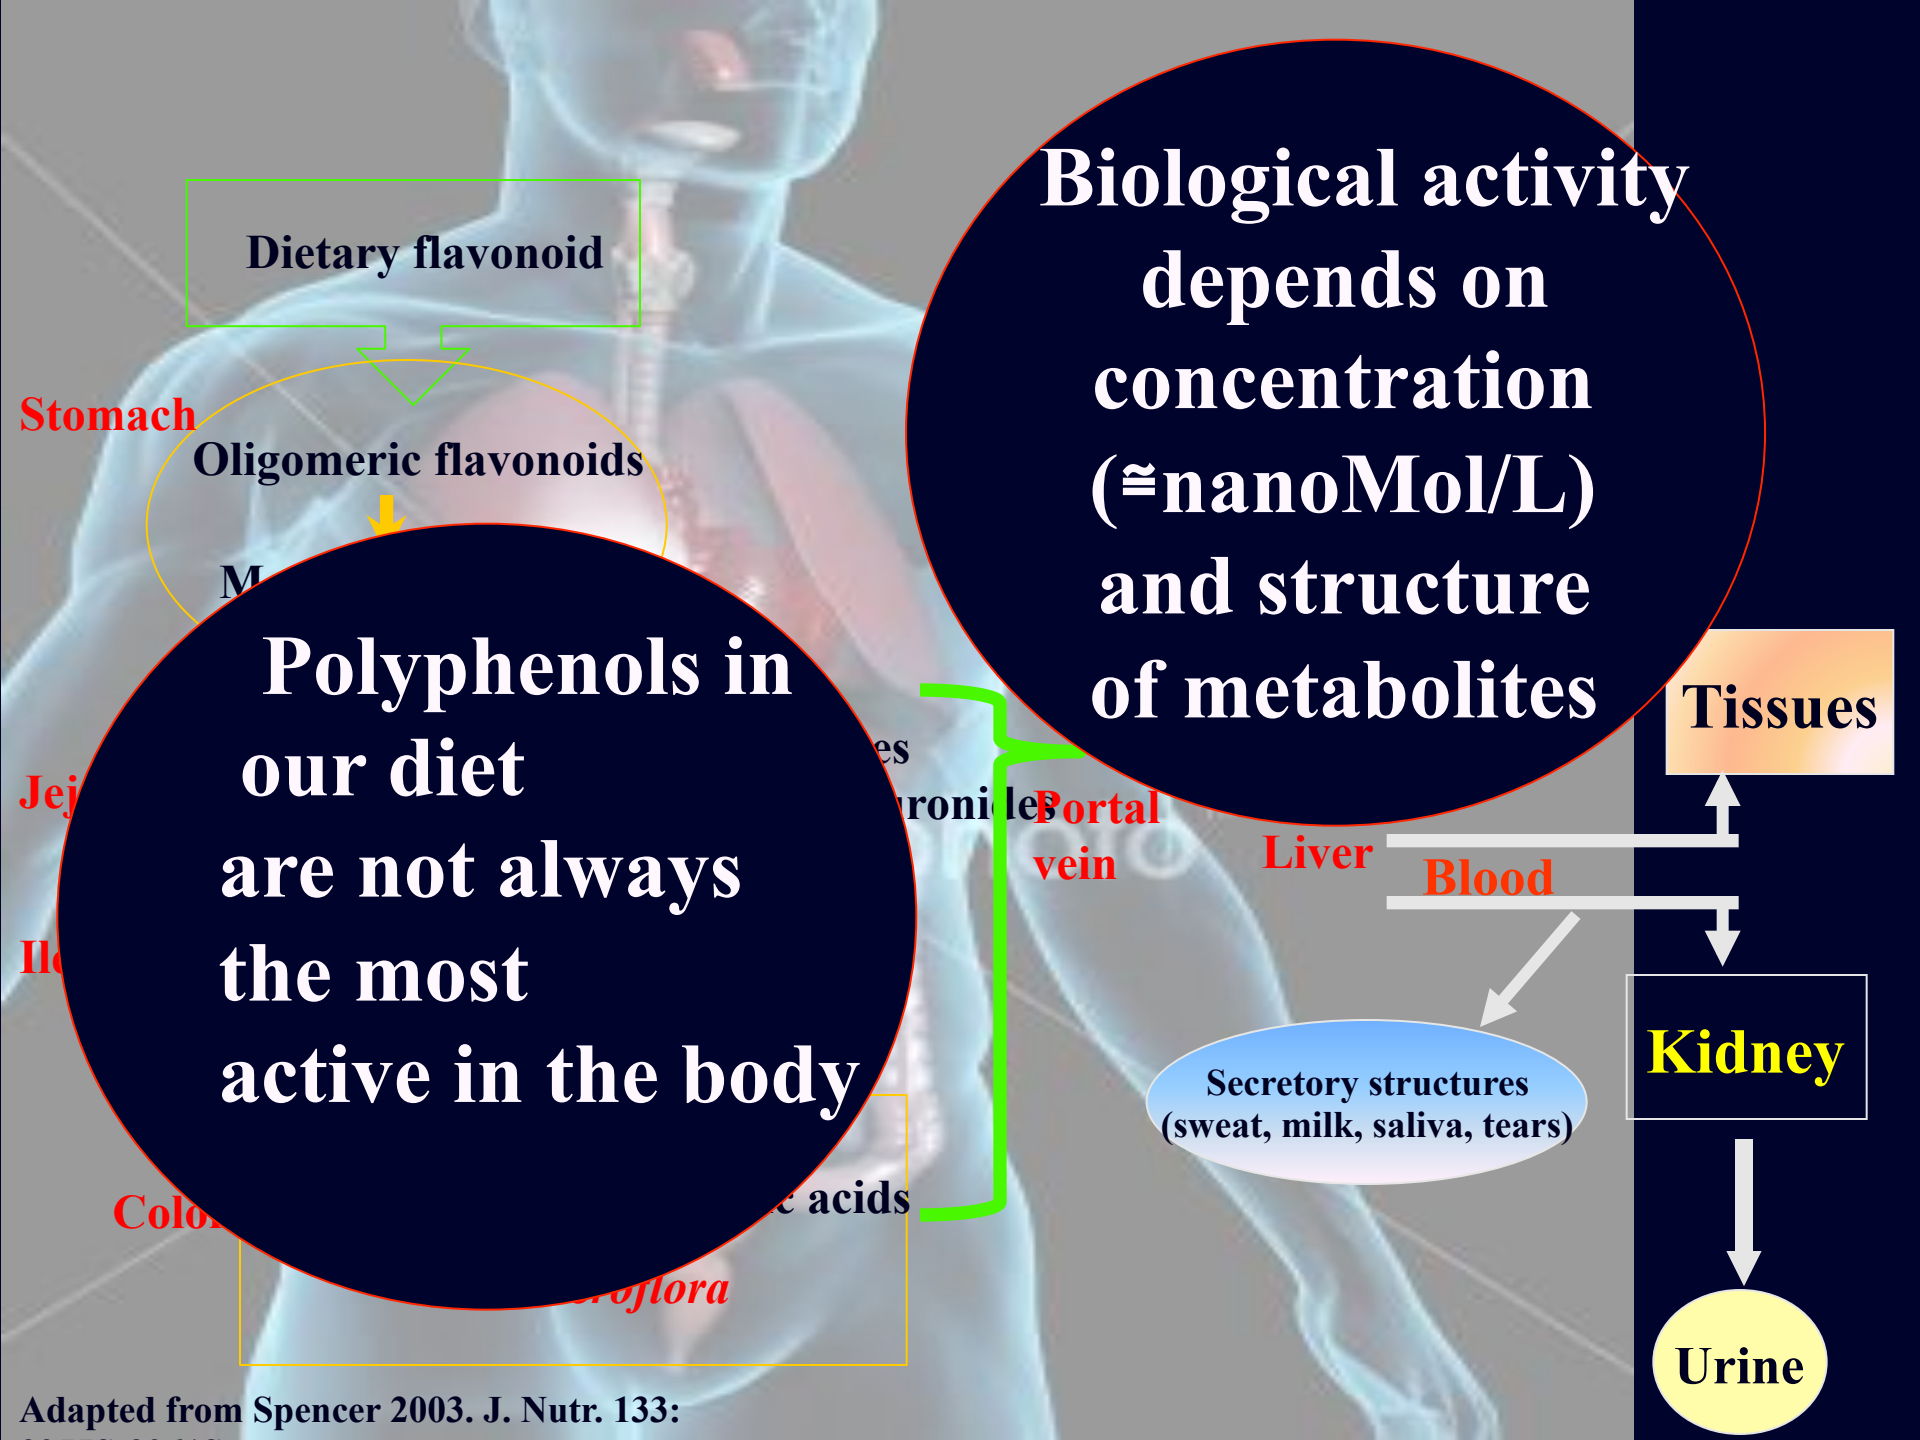 Dietary flavonoid
Stomach
Oligomeric flavonoids
Biological activity
depends on
concentration
(≅nanoMol/L)
and structure
of metabolites
Polyphenols in
our diet
are not always
the most
active in the body
Portal
vein
Liver
Blood
Tissues
Kidney
Secretory structures
(sweat, milk, saliva, tears)
acids
Urine
Adapted from Spencer 2003. J. Nutr. 133: